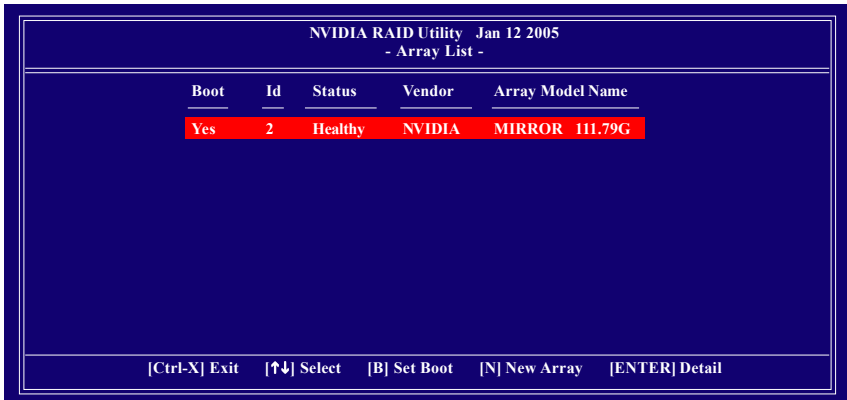 NVIDIA RAID Utility Jan 12 2005
- Array List -
Boot Id Status Vendor Array Model Name
Yes 2 Healthy NVIDIA MIRROR 111.79G
[Ctrl-X] Exit [↑↓] Select [B] Set Boot [N] New Array [ENTER] Detail